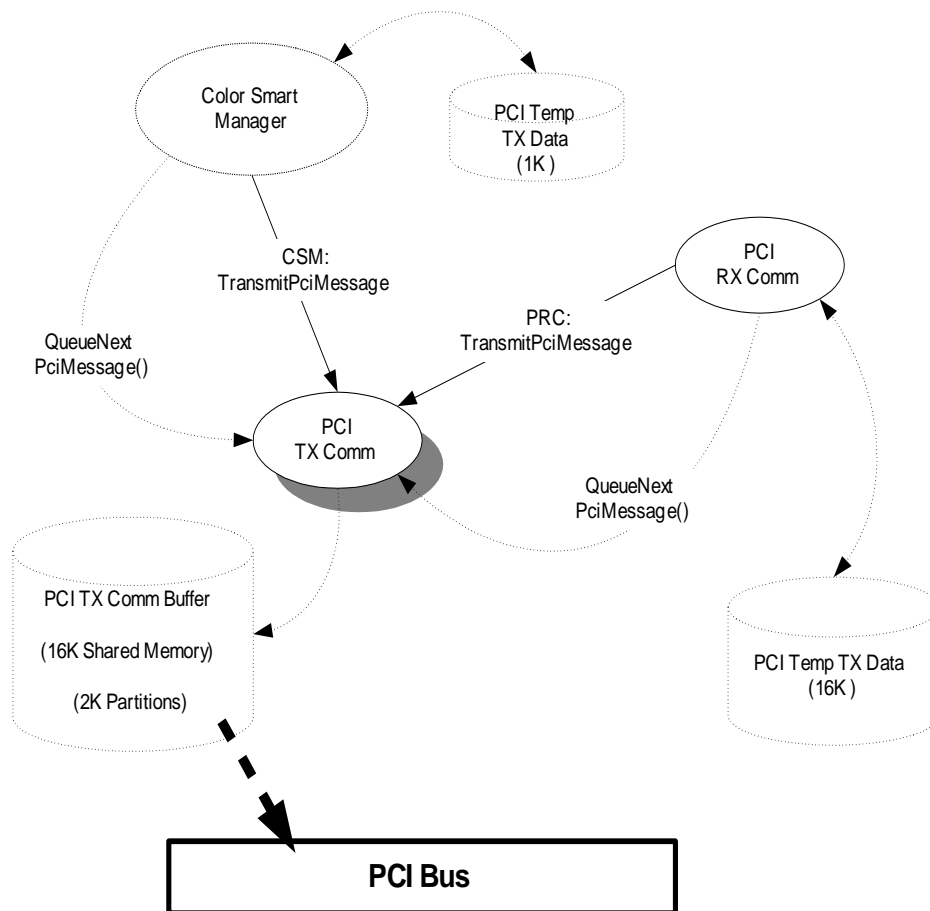 Color Smart
Manager
PCI Temp
TX Data
(1K )
CSM:
TransmitPciMessage
PCI
RX Comm
PRC:
TransmitPciMessage
QueueNext
PciMessage()
PCI
TX Comm
QueueNext
PciMessage()
PCI TX Comm Buffer
(16K Shared Memory)
(2K Partitions)
PCI Temp TX Data
(16K )
PCI Bus